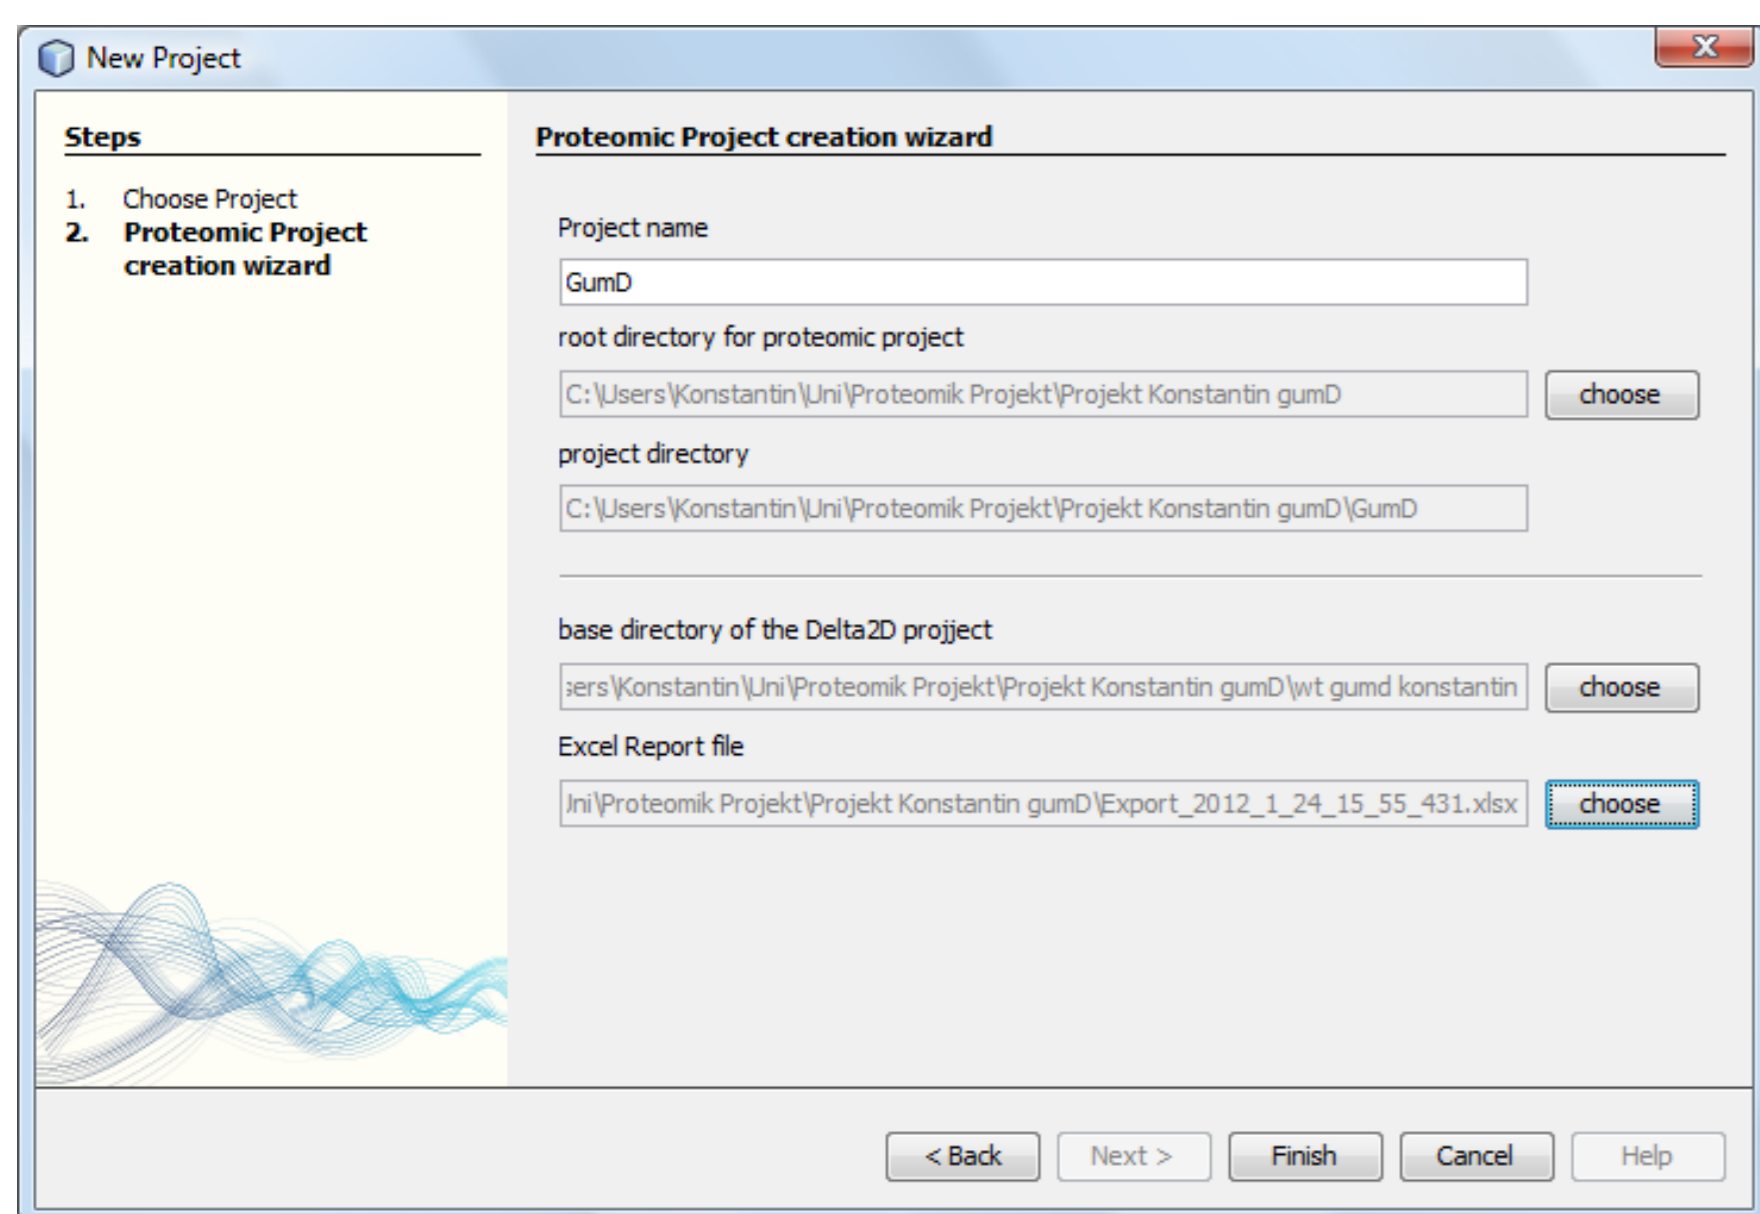 New Project
Steps
1. Choose Project
2. Proteomic Project
creation wizard
Proteomic Project creation wizard
Project name
GumD
root directory for proteomic project
C:\Users\Konstantin\Uni\Proteomik Projekt\Projekt Konstantin gumD
choose
project directory
C:\Users\Konstantin\Uni\Proteomik Projekt\Projekt Konstantin gumD\GumD
base directory of the Delta2D projject
sers\Konstantin\Uni\Proteomik Projekt\Projekt Konstantin gumD\wt gumd konstantin
choose
Excel Report file
Jni\Proteomik Projekt\Projekt Konstantin gumD\Export_2012_1_24_15_55_431.xlsx
choose
< Back
Next >
Finish
Cancel
Help